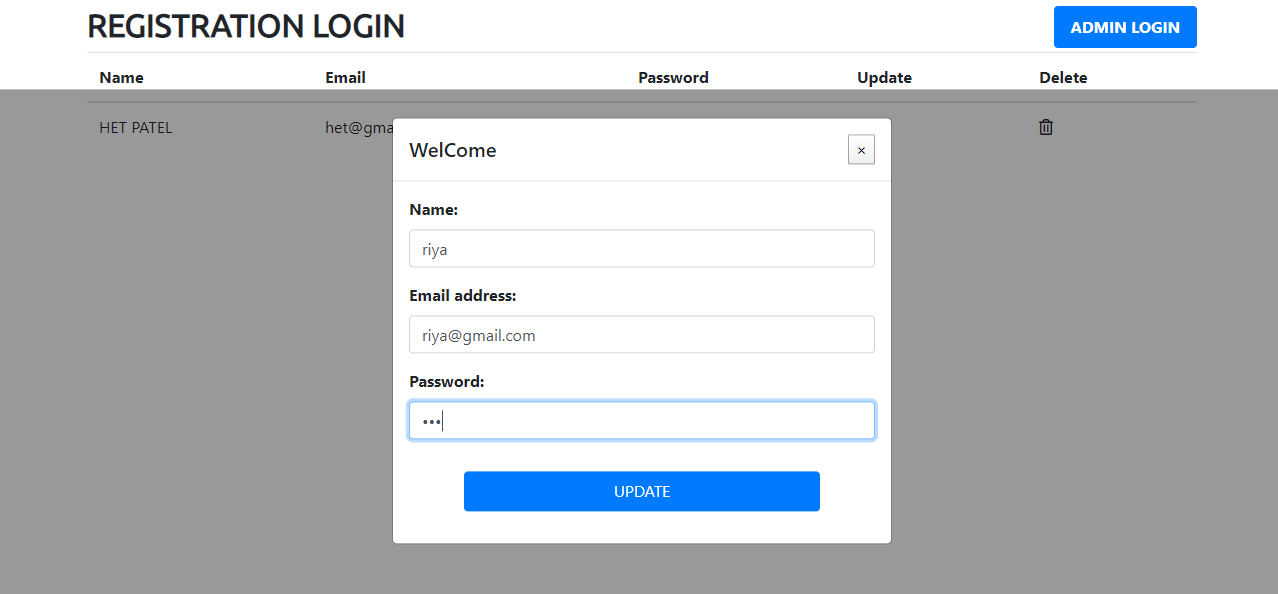 REGISTRATION LOGIN
ADMIN LOGIN
Name Email Password Update Delete
HET PATEL het@gma
WelCome
×
Name:
riya
Email address:
riya@gmail.com
Password:
•••
UPDATE